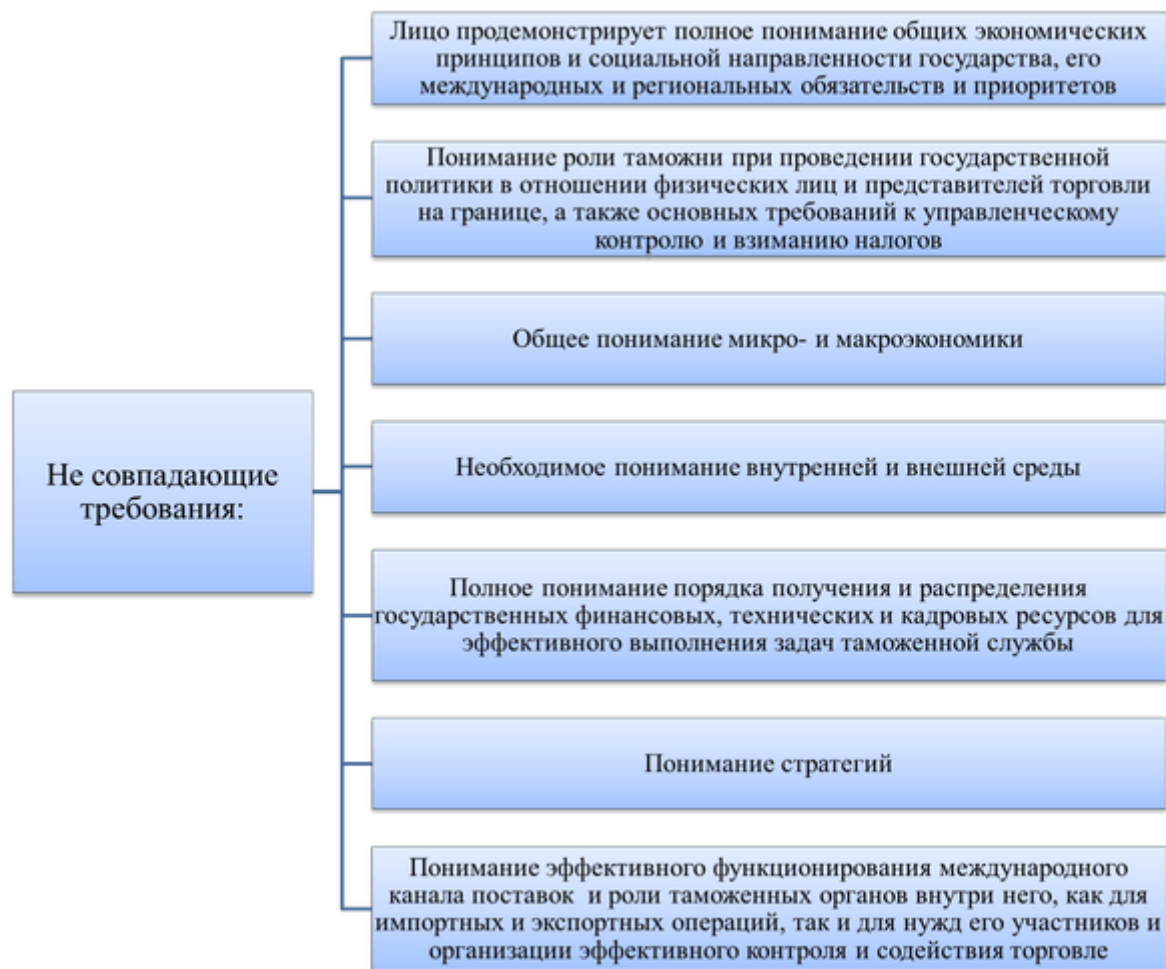 Не совпадающие
требования:
Лицо продемонстрирует полное понимание общих экономических
принципов и социальной направленности государства, его
международных и региональных обязательств и приоритетов
Понимание роли таможни при проведении государственной
политики в отношении физических лиц и представителей торговли
на границе, а также основных требований к управленческому
контролю и взиманию налогов
Общее понимание микро- и макроэкономики
Необходимое понимание внутренней и внешней среды
Полное понимание порядка получения и распределения
государственных финансовых, технических и кадровых ресурсов для
эффективного выполнения задач таможенной службы
Понимание стратегий
Понимание эффективного функционирования международного
канала поставок и роли таможенных органов внутри него, как для
импортных и экспортных операций, так и для нужд его участников и
организации эффективного контроля и содействия торговле